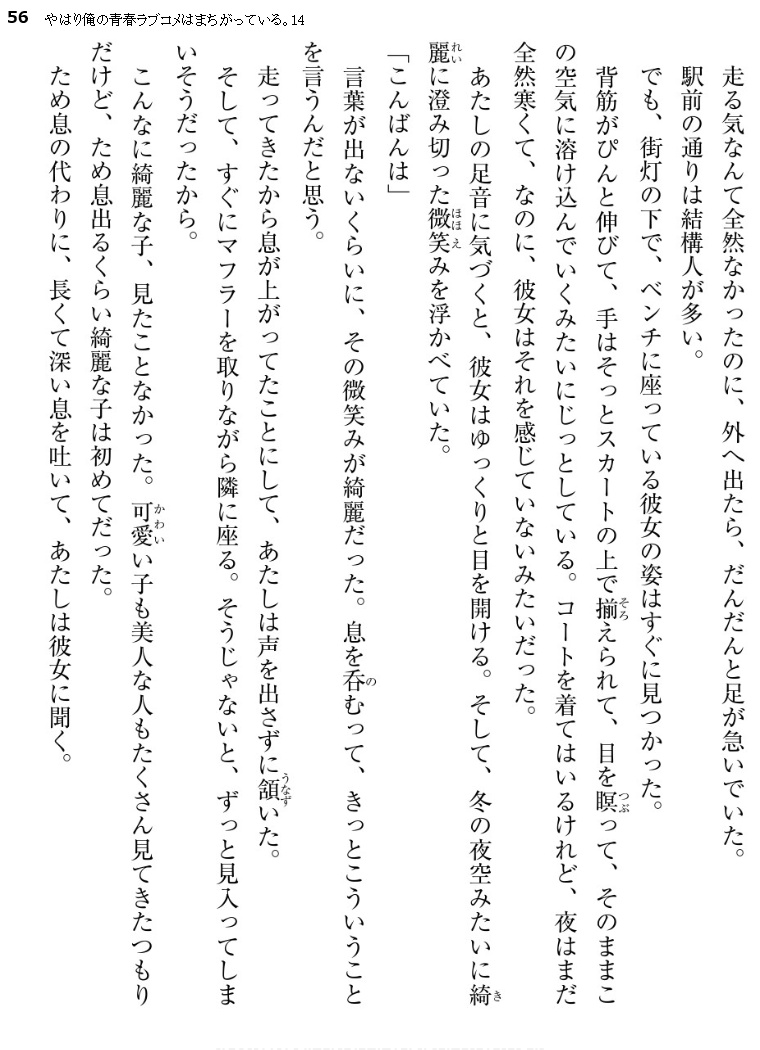 56 やはり俺の青春ラブコメはまちがっている。14
走る気なんて全然なかったのに、外へ出たら、だんだんと足が急いでいた。
駅前の通りは結構人が多い。
でも、街灯の下で、ベンチに座っている彼女の姿はすぐに見つかった。
背筋がぴんと伸びて、手はそっとスカートの上で揃えられて、目を瞑って、そのままこ
の空気に溶け込んでいくみたいにじっとしている。コートを着てはいるけれど、夜はまだ
全然寒くて、なのに、彼女はそれを感じていないみたいだった。
あたしの足音に気づくと、彼女はゆっくりと目を開ける。そして、冬の夜空みたいに綺
麗に澄み切った微笑みを浮かべていた。
「こんばんは」
言葉が出ないくらいに、その微笑みが綺麗だった。息を呑むって、きっとこういうこと
を言うんだと思う。
走ってきたから息が上がってたことにして、あたしは声を出さずに頷いた。
そして、すぐにマフラーを取りながら隣に座る。そうじゃないと、ずっと見入ってしま
いそうだったから。
こんなに綺麗な子、見たことなかった。可愛い子も美人な人もたくさん見てきたつもり
だけど、ため息出るくらい綺麗な子は初めてだった。
ため息の代わりに、長くて深い息を吐いて、あたしは彼女に聞く。